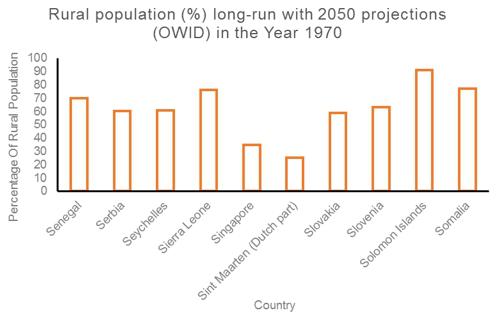 Rural population (%) long-run with 2050 projections
(OWID) in the Year 1970
Percentage Of Rural Population
100
90
80
70
60
50
40
30
20
10
0
Senegal
Serbia
Seychelles
Sierra Leone
Singapore
Sint Maarten (Dutch part)
Slovakia
Slovenia
Solomon Islands
Somalia
Country